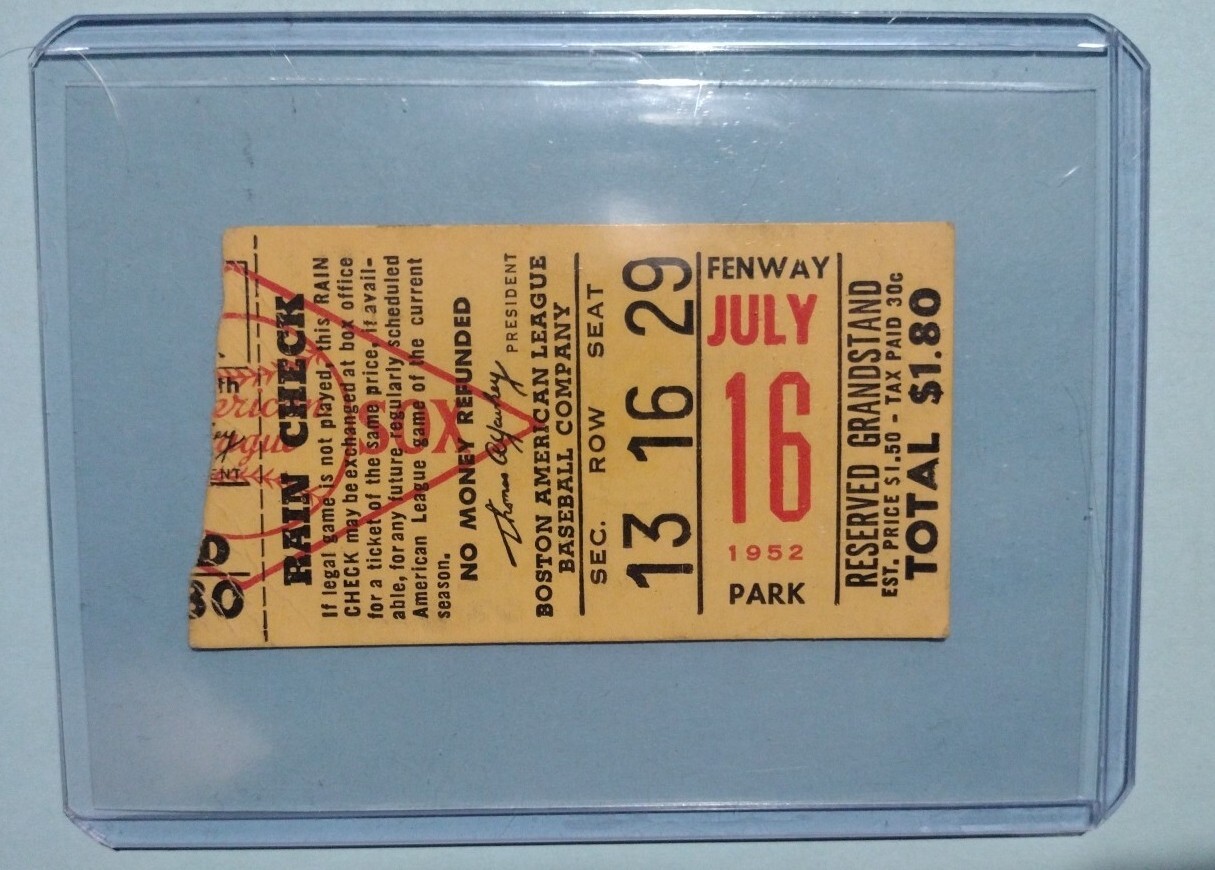 RAIN CHECK
If legal game is not played, this RAIN
CHECK may be exchanged at box office
for a ticket of the same price, if avail-
able, for any future regularly scheduled
American League game of the current
season.
NO MONEY REFUNDED
SOX
Thomas A Yawkey
PRESIDENT
BOSTON AMERICAN LEAGUE
BASEBALL COMPANY
SEC. ROW SEAT
13 16 29
FENWAY
JULY
16
1952
PARK
RESERVED GRANDSTAND
EST. PRICE $1.50 - TAX PAID 30c
TOTAL $1.80